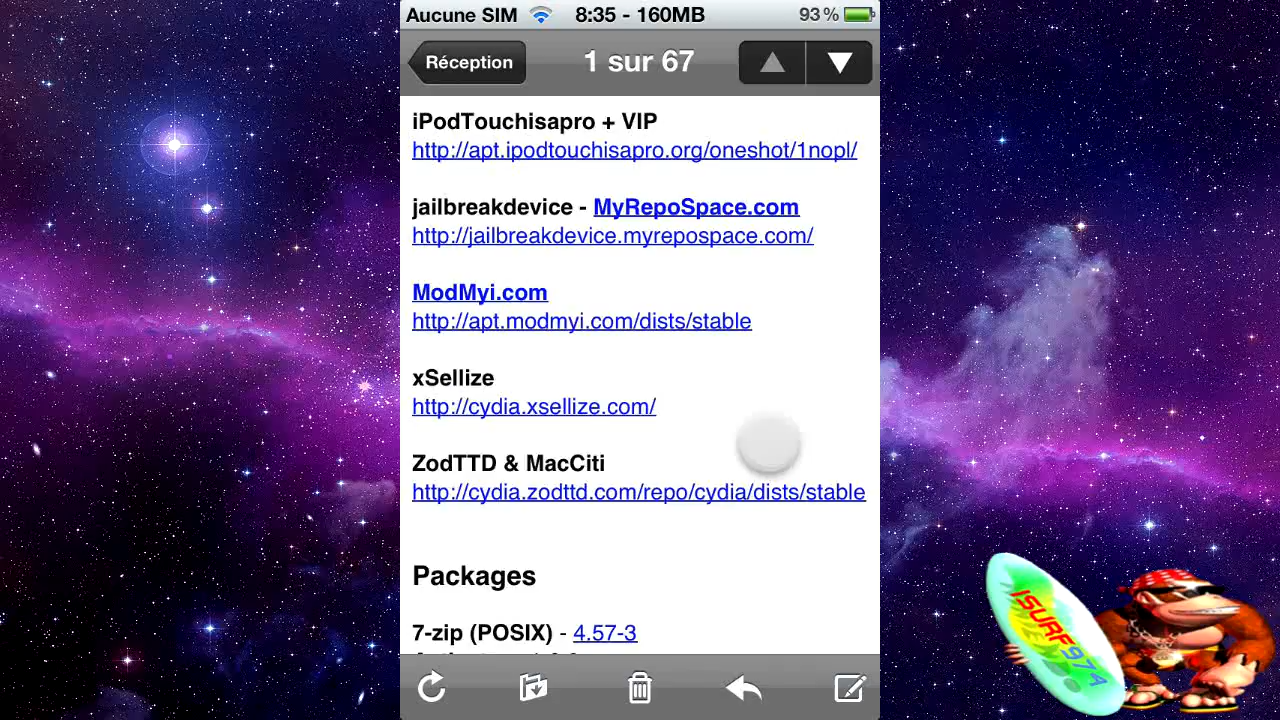 Aucune SIM 8:35 - 160MB 93 %
Réception 1 sur 67
iPodTouchisapro + VIP
http://apt.ipodtouchisapro.org/oneshot/1nopl/
jailbreakdevice - MyRepoSpace.com
http://jailbreakdevice.myrepospace.com/
ModMyi.com
http://apt.modmyi.com/dists/stable
xSellize
http://cydia.xsellize.com/
ZodTTD & MacCiti
http://cydia.zodttd.com/repo/cydia/dists/stable
Packages
7-zip (POSIX) - 4.57-3
ISURF974